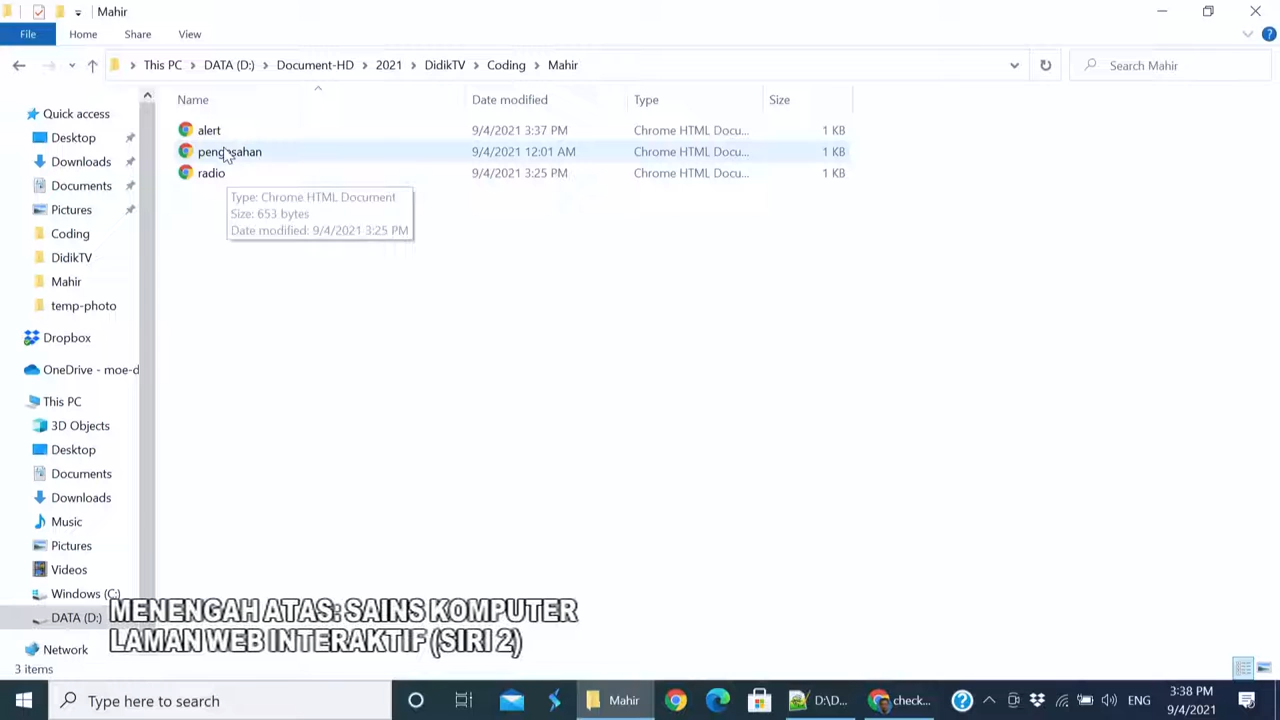 Mahir
File Home Share View
This PC DATA (D:) Document-HD 2021 DidikTV Coding Mahir
Search Mahir
Name Date modified Type Size
alert 9/4/2021 3:37 PM Chrome HTML Docu... 1 KB
pengesahan 9/4/2021 12:01 AM Chrome HTML Docu... 1 KB
radio 9/4/2021 3:25 PM Chrome HTML Docu... 1 KB
Type: Chrome HTML Document
Size: 653 bytes
Date modified: 9/4/2021 3:25 PM
Quick access
Desktop
Downloads
Documents
Pictures
Coding
DidikTV
Mahir
temp-photo
Dropbox
OneDrive - moe-d
This PC
3D Objects
Desktop
Documents
Downloads
Music
Pictures
Videos
Windows (C:)
DATA (D:)
Network
MENENGAH ATAS: SAINS KOMPUTER
LAMAN WEB INTERAKTIF (SIRI 2)
3 items
Type here to search
Mahir
D:\D...
check...
ENG
3:38 PM
9/4/2021